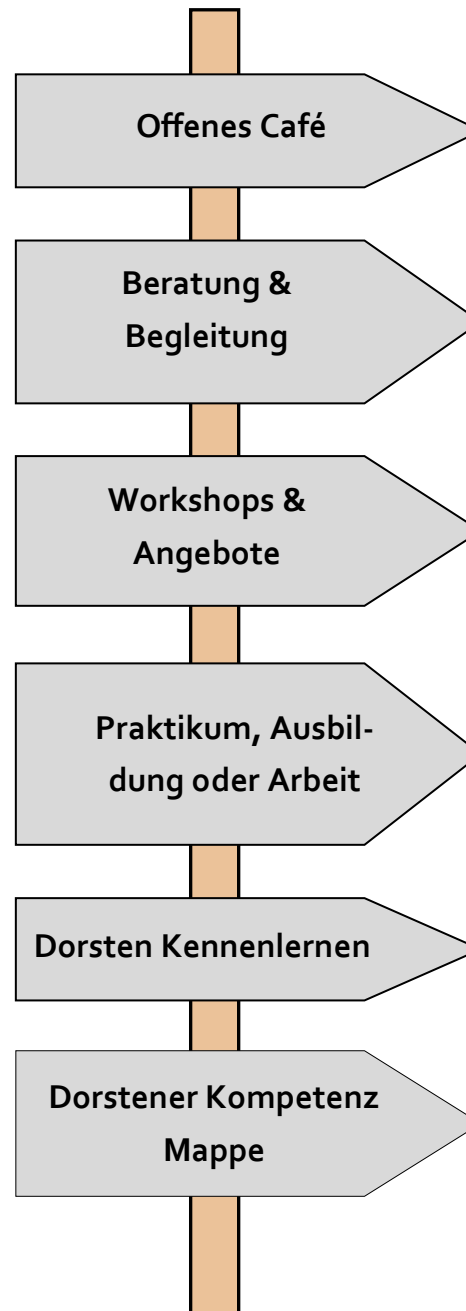 Offenes Café
Beratung &
Begleitung
Workshops &
Angebote
Praktikum, Ausbil-
dung oder Arbeit
Dorsten Kennenlernen
Dorstener Kompetenz
Mappe